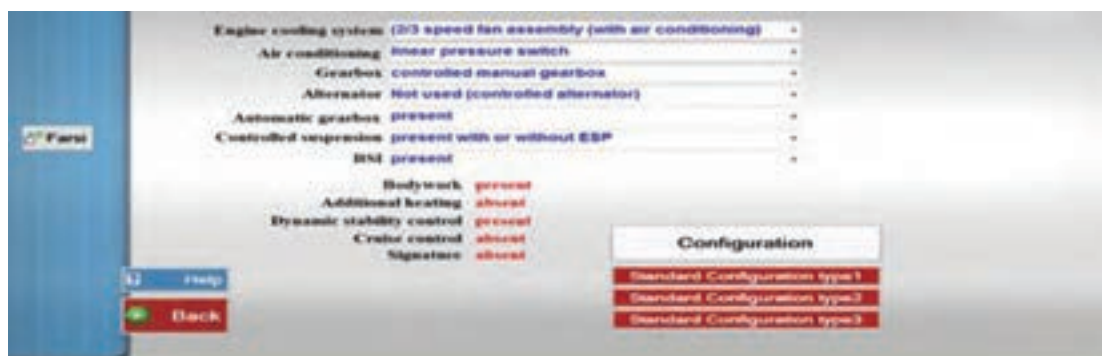 Engine cooling system (2/3 speed fan assembly (with air conditioning)
Air conditioning linear pressure switch
Gearbox controlled manual gearbox
Alternator Not used (controlled alternator)
Automatic gearbox present
Controlled suspension present with or without ESP
BSI present
Farsi
Bodywork present
Additional heating absent
Dynamic stability control present
Cruise control absent
Signature absent
Configuration
Help
Standard Configuration type1
Standard Configuration type2
Back
Standard Configuration type3